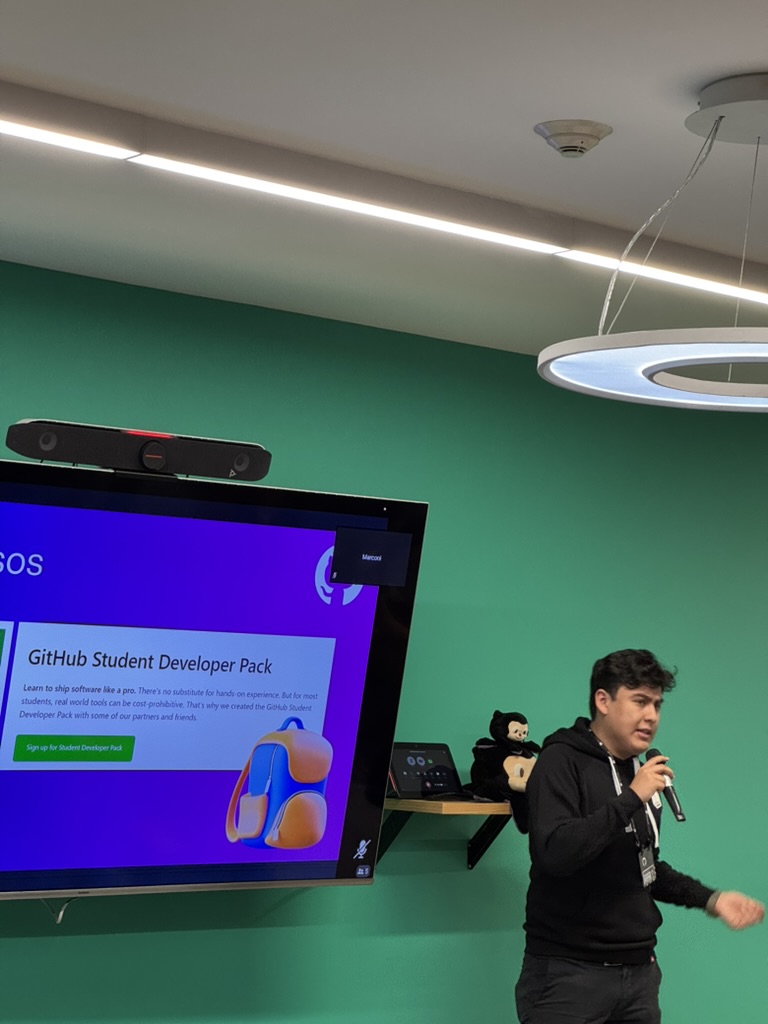 sos
Marconi
GitHub Student Developer Pack
Learn to ship software like a pro. There's no substitute for hands-on experience. But for most
students, real world tools can be cost-prohibitive. That's why we created the GitHub Student
Developer Pack with some of our partners and friends.
Sign up for Student Developer Pack